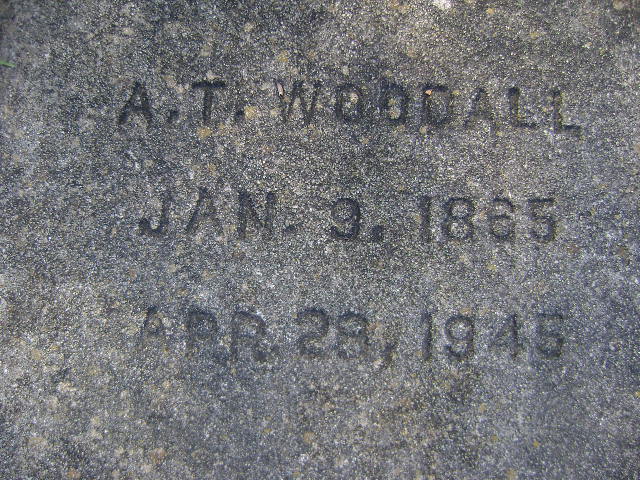 A. T. WOODALL
JAN. 9, 1865
APR. 29, 1945